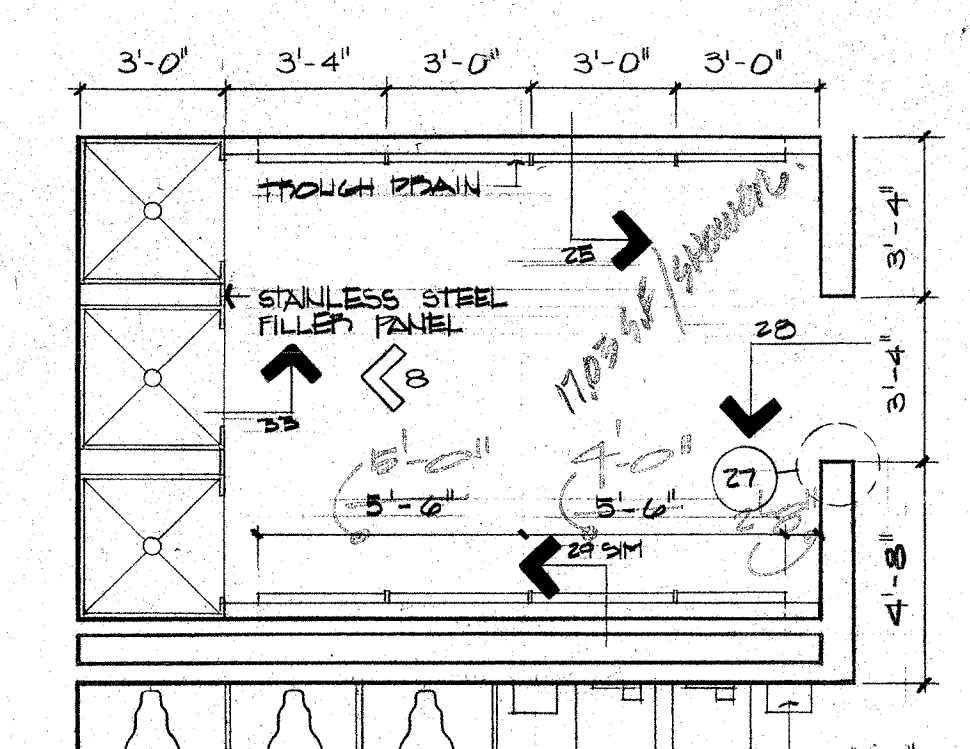 3'-0" 3'-4" 3'-0" 3'-0" 3'-0"
TROUGH DRAIN
25
3'-4"
STAINLESS STEEL
FILLER PANEL
28
3'-4"
8
33
5'-0" 4'-0"
27
5'-6" 5'-6"
29 SIM
4'-8"